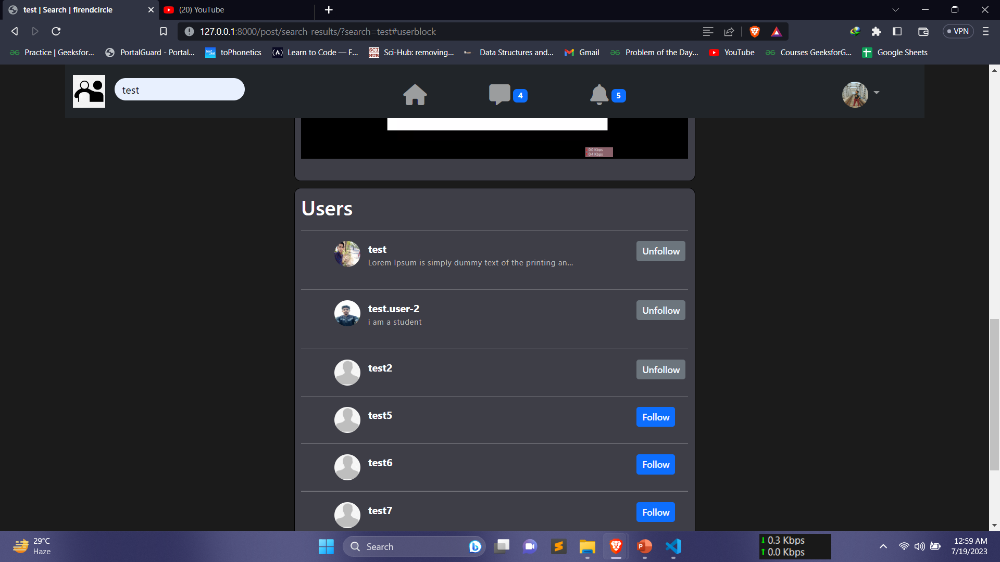 test | Search | firendcircle
(20) YouTube
127.0.0.1:8000/post/search-results/?search=test#userblock
VPN
Practice | Geeksfor...
PortalGuard - Portal...
toPhonetics
Learn to Code — F...
SCI HUB
Sci-Hub: removing...
Data Structures and...
Gmail
Problem of the Day...
YouTube
Courses GeeksforG...
Google Sheets
test
4
5
0.0 Kbps
0.4 Kbps
Users
test
Unfollow
Lorem Ipsum is simply dummy text of the printing an...
test.user-2
Unfollow
i am a student
test2
Unfollow
test5
Follow
test6
Follow
test7
Follow
29°C
Haze
Search
0.3 Kbps
0.0 Kbps
12:59 AM
7/19/2023